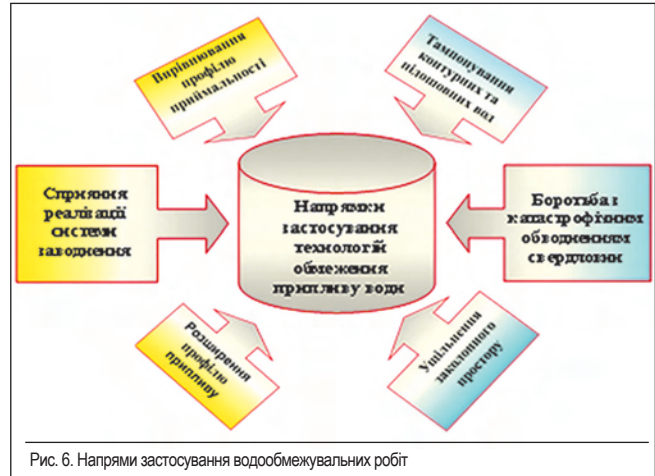 Вирівнювання
профілю
приймальності
Тампонування
контурних та
підошовних вод
Сприяння
реалізації
системи
заводнення
Напрямки
застосування
технологій
обмеження
припливу води
Боротьба з
катастрофічним
обводненням
свердловин
Розширення
профілю
припливу
Ущільнення
заколонного
простору
Рис. 6. Напрями застосування водообмежувальних робіт